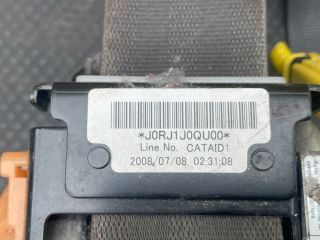 *J0RJ1J0QU00*
Line No. CATAID1
2008/07/08 02:31:08